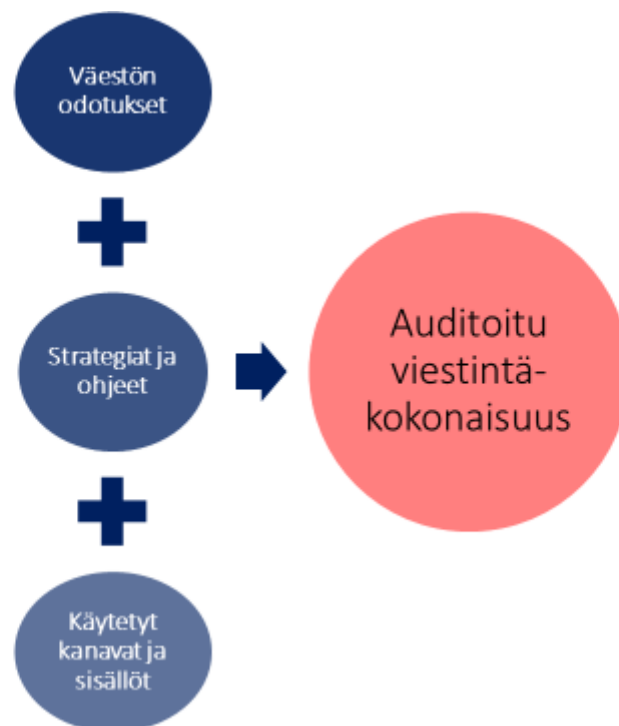 Väestön
odotukset
Strategiat ja
ohjeet
Käytetyt
kanavat ja
sisällöt
Auditoitu
viestintä-
kokonaisuus